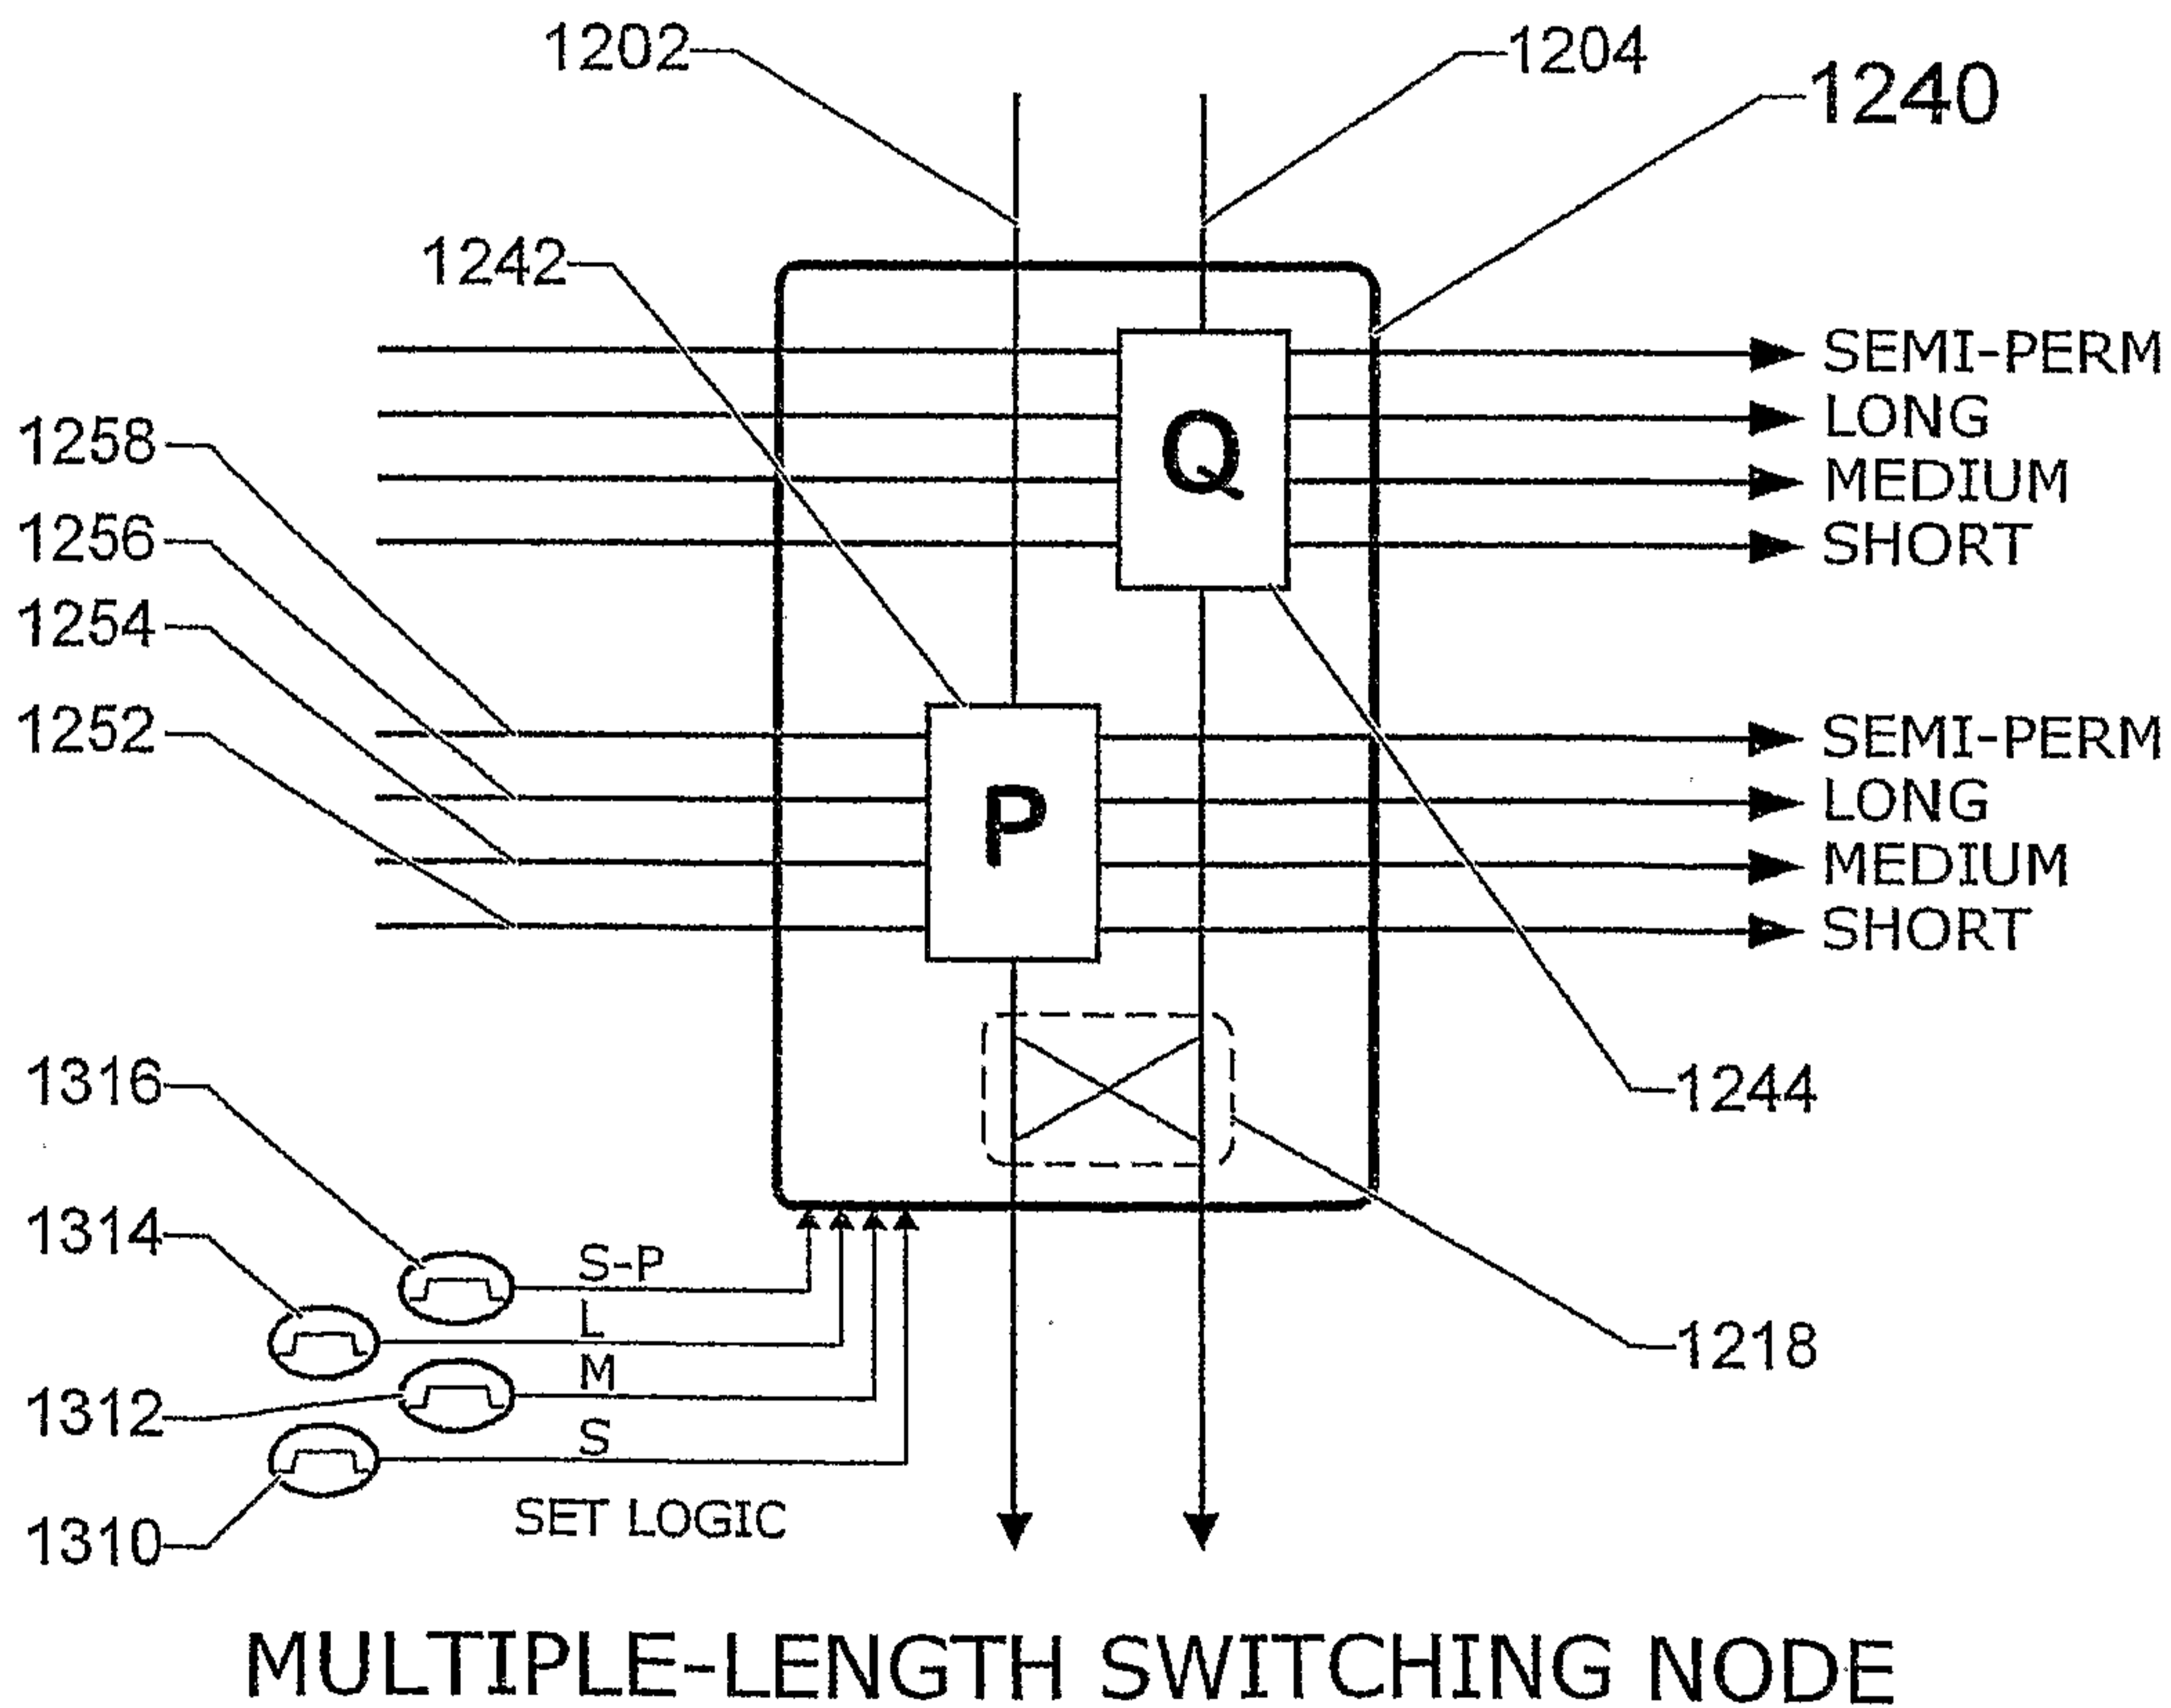 1202
1204
1240
1242
SEMI-PERM
LONG
Q
1258
MEDIUM
1256
SHORT
1254
1252
SEMI-PERM
LONG
P
MEDIUM
SHORT
1316
1244
1314
S-P
L
1218
M
1312
S
SET LOGIC
1310
MULTIPLE-LENGTH SWITCHING NODE